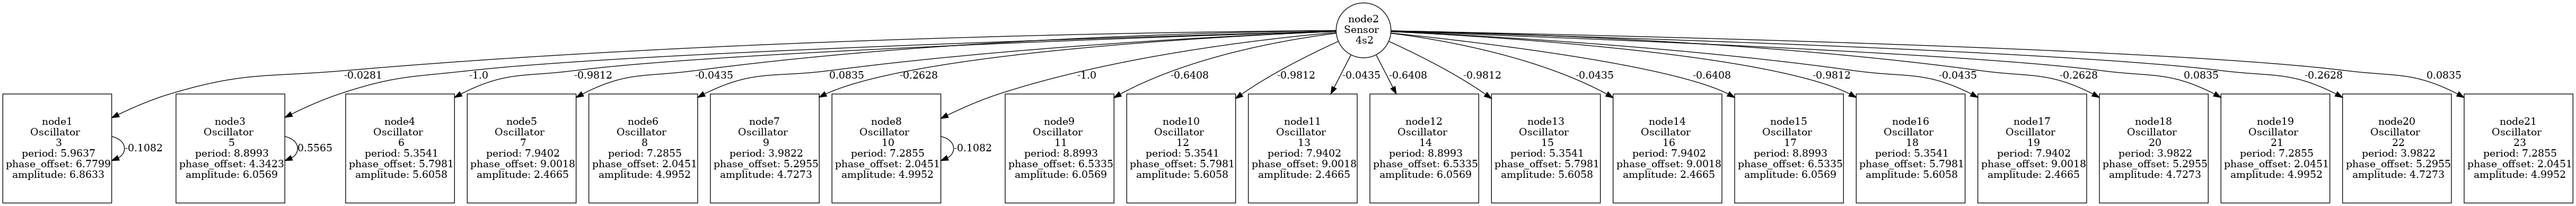 node2
Sensor
4s2
-0.0281
-1.0
-0.9812
-0.0435
0.0835
-0.2628
-1.0
-0.6408
-0.9812
-0.0435
-0.6408
-0.9812
-0.0435
-0.6408
-0.9812
-0.0435
-0.2628
0.0835
-0.2628
0.0835
node1
Oscillator
3
period: 5.9637
phase_offset: 6.7799
amplitude: 6.8633
-0.1082
node3
Oscillator
5
period: 8.8993
phase_offset: 4.3423
amplitude: 6.0569
0.5565
node4
Oscillator
6
period: 5.3541
phase_offset: 5.7981
amplitude: 5.6058
node5
Oscillator
7
period: 7.9402
phase_offset: 9.0018
amplitude: 2.4665
node6
Oscillator
8
period: 7.2855
phase_offset: 2.0451
amplitude: 4.9952
node7
Oscillator
9
period: 3.9822
phase_offset: 5.2955
amplitude: 4.7273
node8
Oscillator
10
period: 7.2855
phase_offset: 2.0451
amplitude: 4.9952
-0.1082
node9
Oscillator
11
period: 8.8993
phase_offset: 6.5335
amplitude: 6.0569
node10
Oscillator
12
period: 5.3541
phase_offset: 5.7981
amplitude: 5.6058
node11
Oscillator
13
period: 7.9402
phase_offset: 9.0018
amplitude: 2.4665
node12
Oscillator
14
period: 8.8993
phase_offset: 6.5335
amplitude: 6.0569
node13
Oscillator
15
period: 5.3541
phase_offset: 5.7981
amplitude: 5.6058
node14
Oscillator
16
period: 7.9402
phase_offset: 9.0018
amplitude: 2.4665
node15
Oscillator
17
period: 8.8993
phase_offset: 6.5335
amplitude: 6.0569
node16
Oscillator
18
period: 5.3541
phase_offset: 5.7981
amplitude: 5.6058
node17
Oscillator
19
period: 7.9402
phase_offset: 9.0018
amplitude: 2.4665
node18
Oscillator
20
period: 3.9822
phase_offset: 5.2955
amplitude: 4.7273
node19
Oscillator
21
period: 7.2855
phase_offset: 2.0451
amplitude: 4.9952
node20
Oscillator
22
period: 3.9822
phase_offset: 5.2955
amplitude: 4.7273
node21
Oscillator
23
period: 7.2855
phase_offset: 2.0451
amplitude: 4.9952